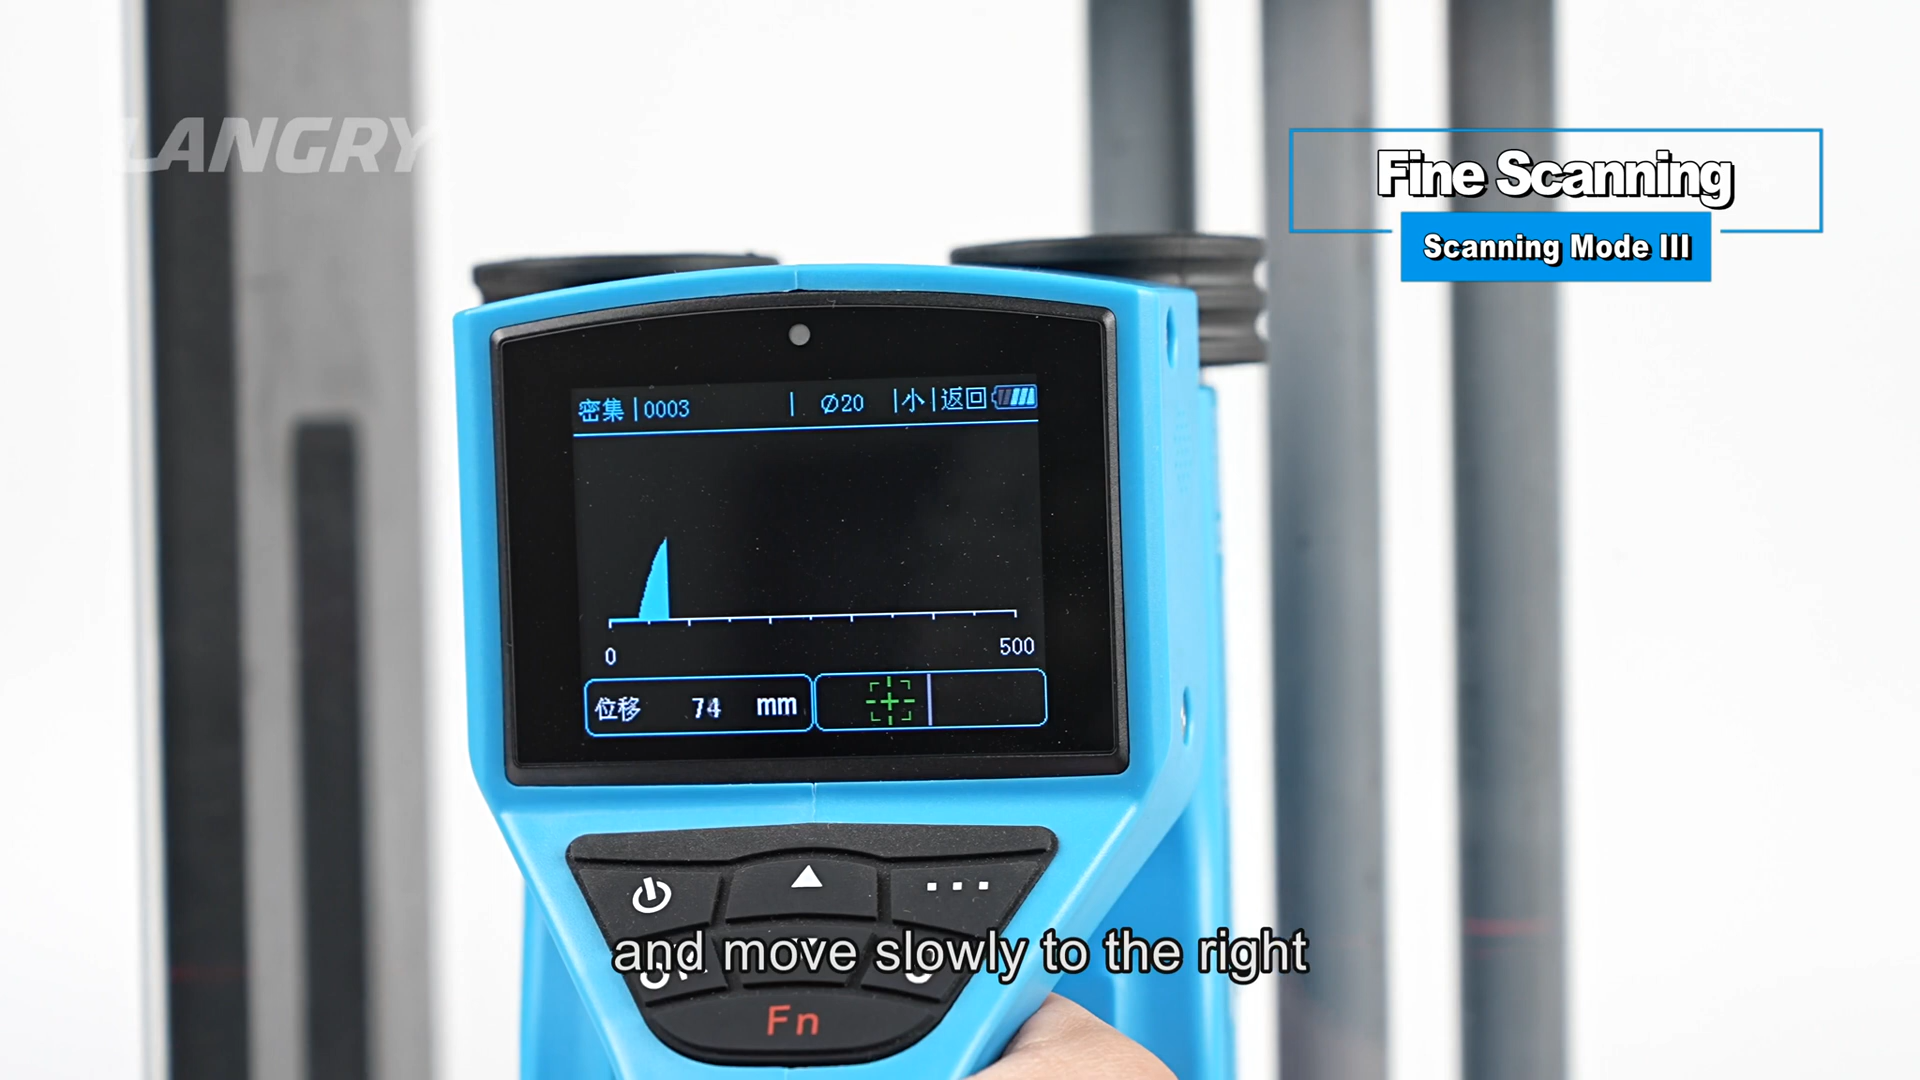 LANGRY
Fine Scanning
Scanning Mode III
密集 | 0003 | Ø20 |小|返回
0 500
位移 74 mm
and move slowly to the right
Fn